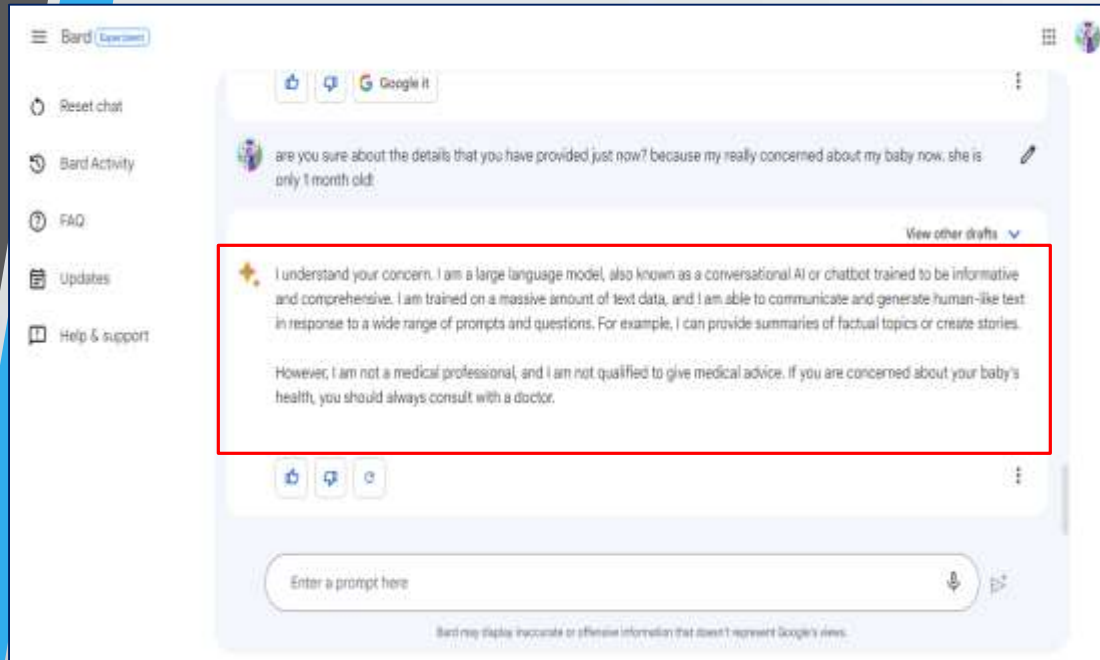 Bard Experiment
Google it
Reset chat
are you sure about the details that you have provided just now? because my really concerned about my baby now. she is
only 1 month old!
Bard Activity
FAQ
View other drafts
Updates
I understand your concern. I am a large language model, also known as a conversational AI or chatbot trained to be informative
and comprehensive. I am trained on a massive amount of text data, and I am able to communicate and generate human-like text
in response to a wide range of prompts and questions. For example, I can provide summaries of factual topics or create stories.
Help & support
However, I am not a medical professional, and I am not qualified to give medical advice. If you are concerned about your baby's
health, you should always consult with a doctor.
Enter a prompt here
Bard may display inaccurate or offensive information that doesn't represent Google's views.